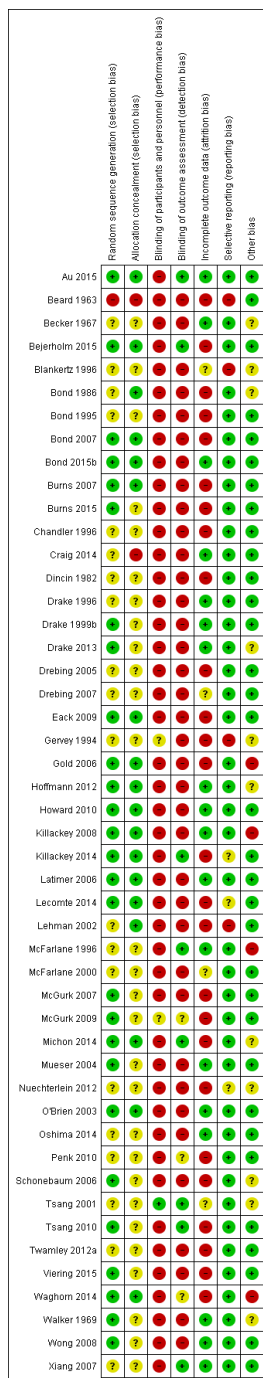 Random sequence generation (selection bias)
Allocation concealment (selection bias)
Blinding of participants and personnel (performance bias)
Blinding of outcome assessment (detection bias)
Incomplete outcome data (attrition bias)
Selective reporting (reporting bias)
Other bias
Au 2015 + + - + + + +
Beard 1963 - - - - - - +
Becker 1967 ? ? - - + + ?
Bejerholm 2015 + + - + - + +
Blankertz 1996 ? ? - - ? - ?
Bond 1986 ? + - - - + ?
Bond 1995 ? ? - - - + +
Bond 2007 + + - - - + +
Bond 2015b + + - - + + +
Burns 2007 + + - - - + +
Burns 2015 + ? - - - + +
Chandler 1996 ? ? - - - + +
Craig 2014 ? - - - + + +
Dincin 1982 ? ? - - - + +
Drake 1996 ? ? - - + + +
Drake 1999b + ? - - + + +
Drake 2013 + ? - - + + ?
Drebing 2005 ? ? - - - + +
Drebing 2007 ? ? - - ? + +
Eack 2009 + + - - - + +
Gervey 1994 ? ? ? - - - ?
Gold 2006 + + - - - + -
Hoffmann 2012 + + - - + + ?
Howard 2010 + + - - + + +
Killackey 2008 + + - - + + -
Killackey 2014 + + - + - ? +
Latimer 2006 + + - - + + +
Lecomte 2014 + + - - - ? +
Lehman 2002 ? + - - - - +
McFarlane 1996 ? ? - + + + -
McFarlane 2000 ? ? - - ? + +
McGurk 2007 + ? - - - + +
McGurk 2009 + ? ? ? - + +
Michon 2014 + + - + - + ?
Mueser 2004 + ? - - + + +
Nuechterlein 2012 ? ? - - - ? ?
O'Brien 2003 + + - - + + +
Oshima 2014 ? ? - - + + +
Penk 2010 ? ? - ? - + +
Schonebaum 2006 + ? - - - + ?
Tsang 2001 ? ? + + ? + ?
Tsang 2010 + ? - + - + +
Twamley 2012a ? ? - - - + +
Viering 2015 + ? - - - + +
Waghorn 2014 + + - ? - + -
Walker 1969 + ? - - + + ?
Wong 2008 + ? - - + + +
Xiang 2007 ? ? - + + + +